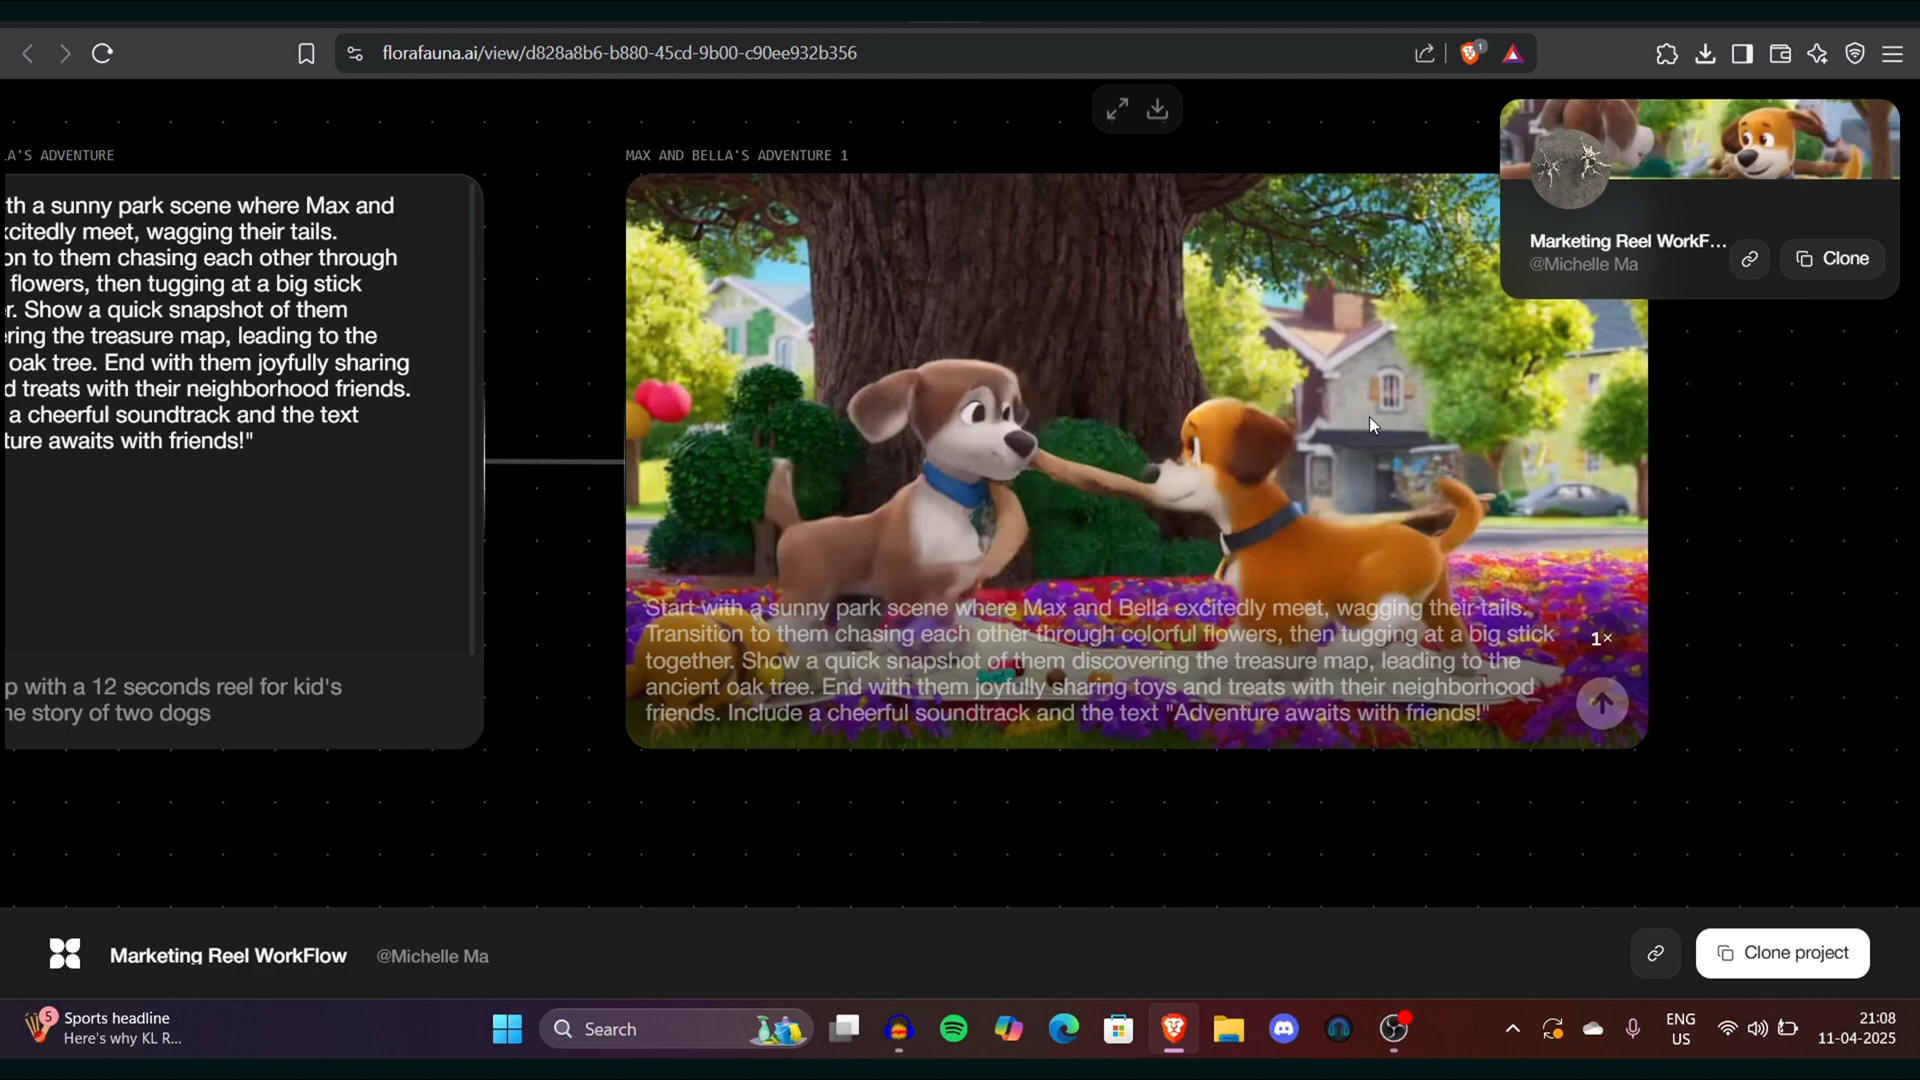 florafauna.ai/view/d828a8b6-b880-45cd-9b00-c90ee932b356
1
A'S ADVENTURE
th a sunny park scene where Max and
xcitedly meet, wagging their tails.
on to them chasing each other through
flowers, then tugging at a big stick
r. Show a quick snapshot of them
ering the treasure map, leading to the
oak tree. End with them joyfully sharing
d treats with their neighborhood friends.
a cheerful soundtrack and the text
ture awaits with friends!"
p with a 12 seconds reel for kid's
ne story of two dogs
MAX AND BELLA'S ADVENTURE 1
Start with a sunny park scene where Max and Bella excitedly meet, wagging their tails.
Transition to them chasing each other through colorful flowers, then tugging at a big stick
together. Show a quick snapshot of them discovering the treasure map, leading to the
ancient oak tree. End with them joyfully sharing toys and treats with their neighborhood
friends. Include a cheerful soundtrack and the text "Adventure awaits with friends!"
1×
Marketing Reel WorkF...
@Michelle Ma
Clone
Marketing Reel WorkFlow
@Michelle Ma
Clone project
5
Sports headline
Here's why KL R...
Search
ENG
US
21:08
11-04-2025